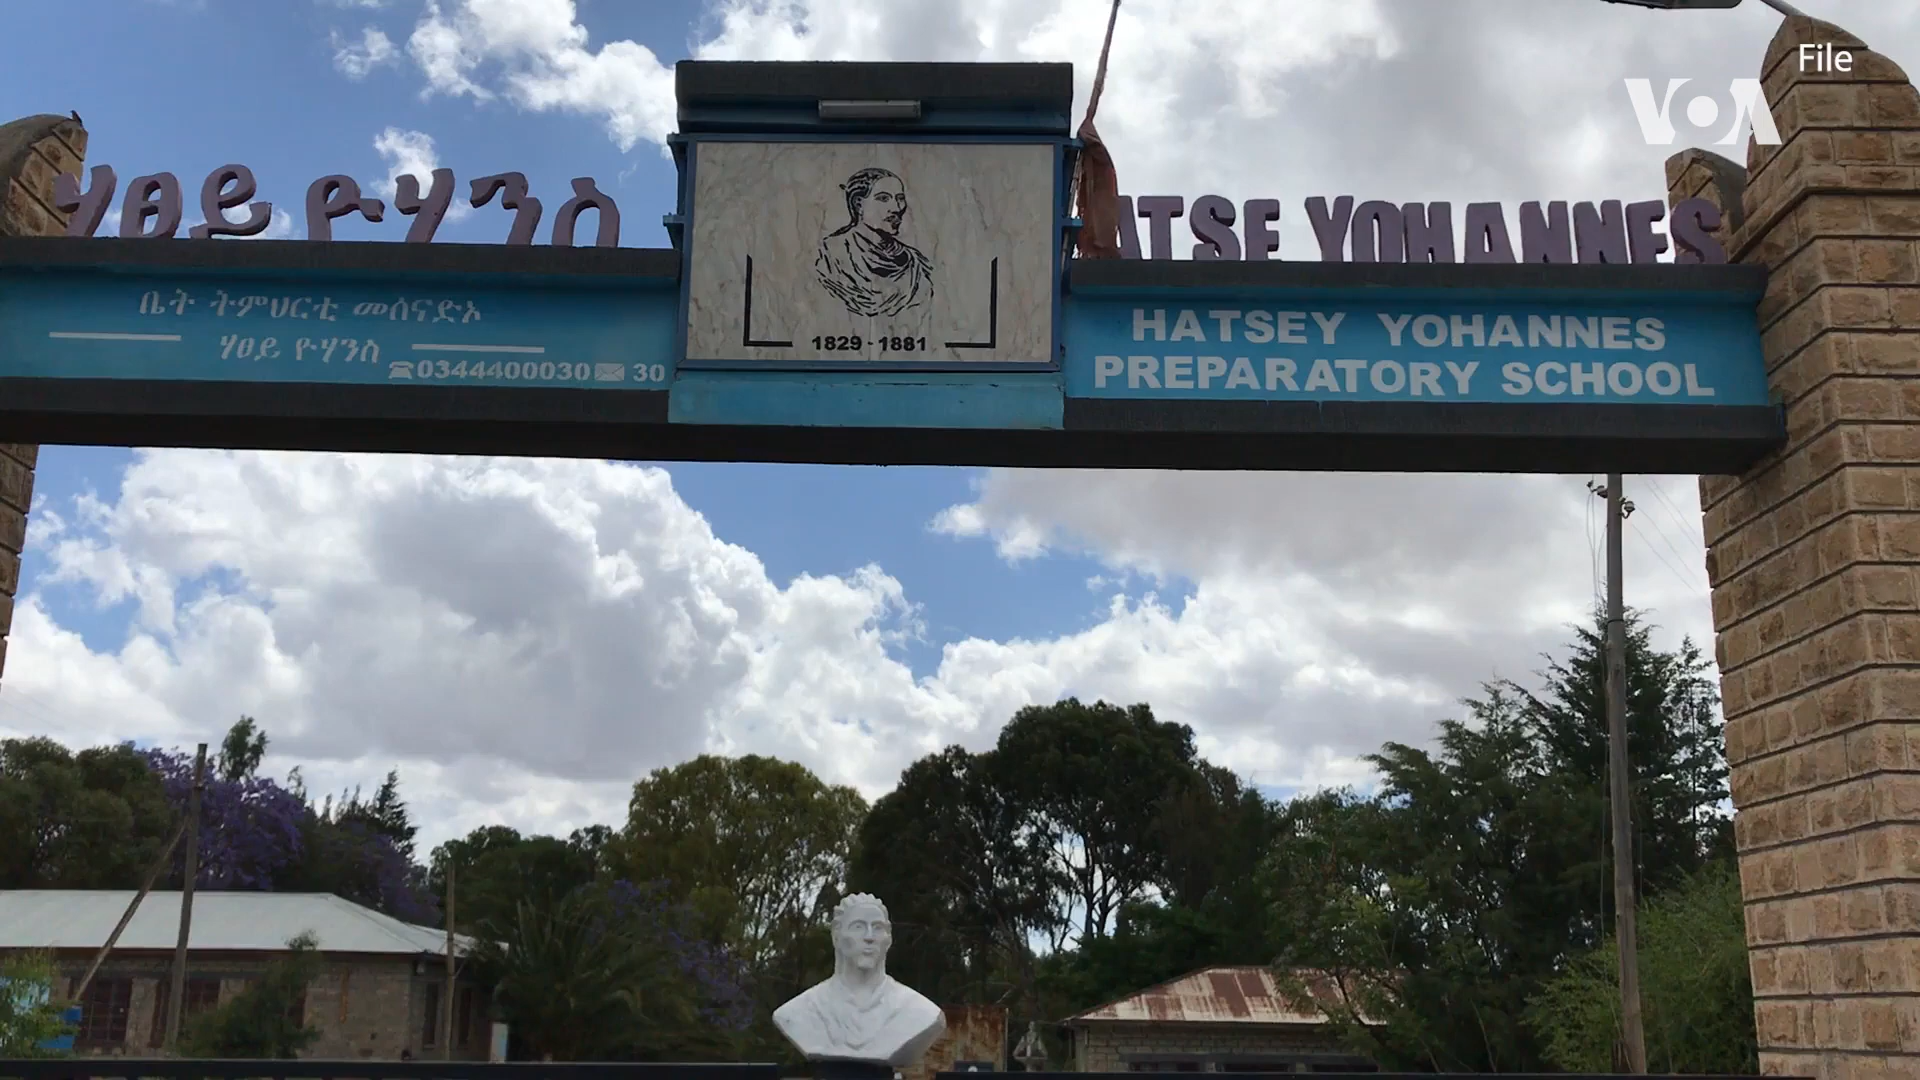 File
VOA
ሃፀይ ዮሃንስ
ATSE YOHANNES
ቤት ትምህርቲ መሰናድኦ
ሃፀይ ዮሃንስ
☎0344400030 ✉ 30
1829 - 1881
HATSEY YOHANNES
PREPARATORY SCHOOL